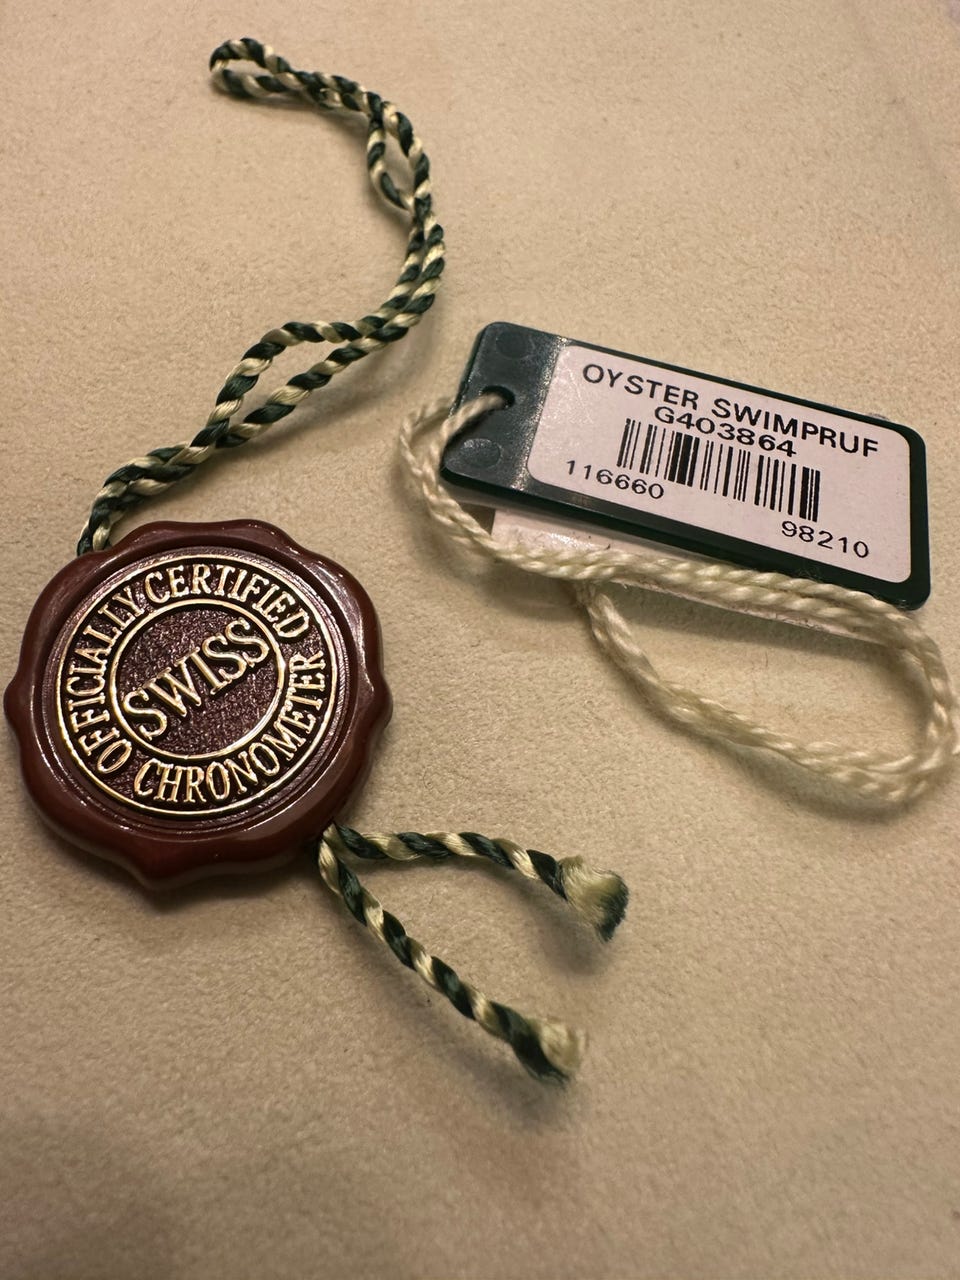 OYSTER SWIMPRUF
G403864
116660
98210
OFFICIALLY CERTIFIED
CHRONOMETER
SWISS